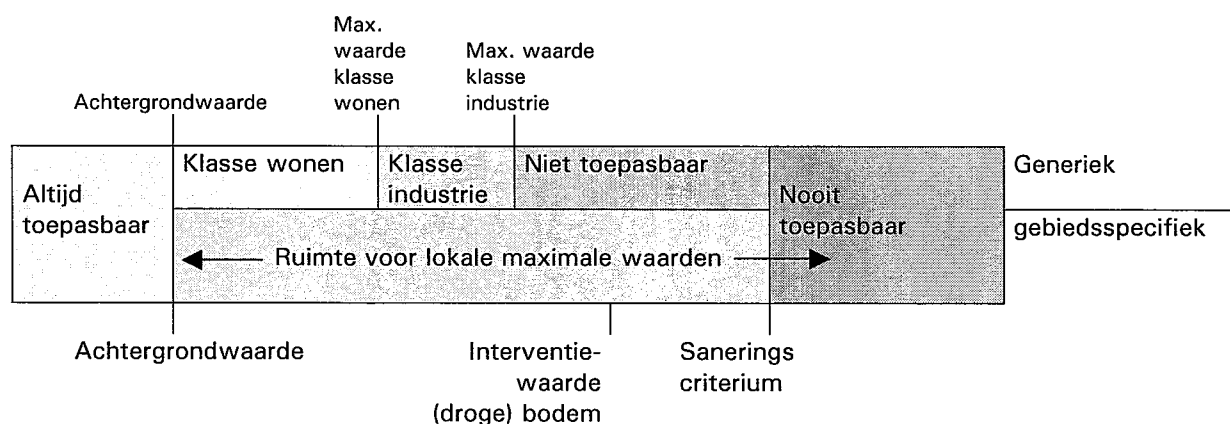 Max.
waarde
klasse
wonen
Max. waarde
klasse
industrie
Achtergrondwaarde
Klasse wonen
Klasse
industrie
Niet toepasbaar
Generiek
Altijd
toepasbaar
Nooit
toepasbaar
gebiedsspecifiek
Ruimte voor lokale maximale waarden
Achtergrondwaarde
Interventie-
waarde
(droge) bodem
Sanerings
criterium